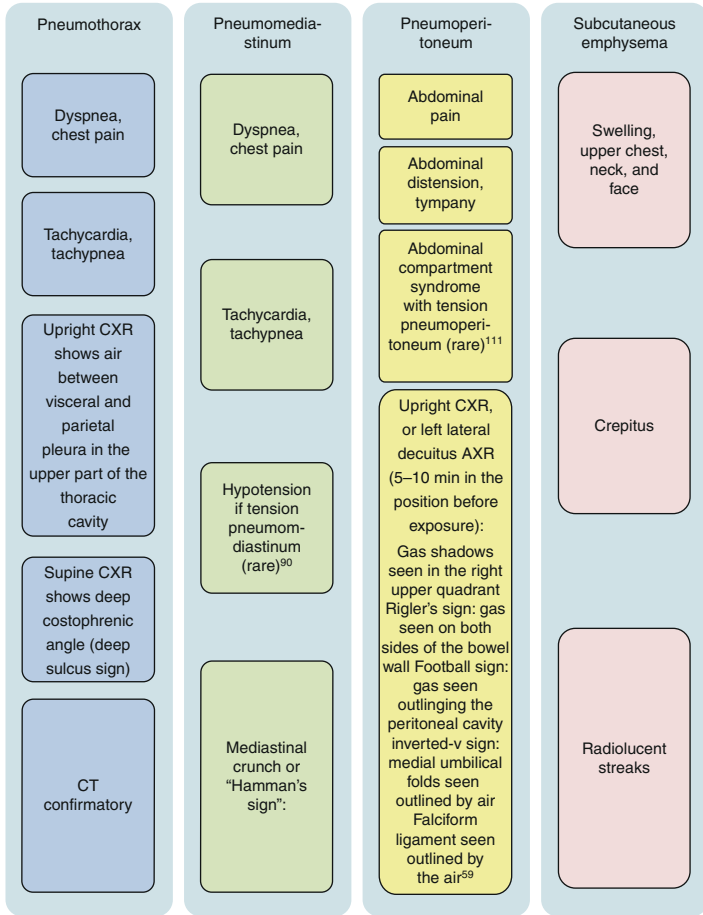 Pneumothorax
Dyspnea,
chest pain
Tachycardia,
tachypnea
Upright CXR
shows air
between
visceral and
parietal
pleura in the
upper part of the
thoracic
cavity
Supine CXR
shows deep
costophrenic
angle (deep
sulcus sign)
CT
confirmatory
Pneumomedia-
stinum
Dyspnea,
chest pain
Tachycardia,
tachypnea
Hypotension
if tension
pneumom-
diastinum
(rare)90
Mediastinal
crunch or
“Hamman’s
sign”:
Pneumoperi-
toneum
Abdominal
pain
Abdominal
distension,
tympany
Abdominal
compartment
syndrome
with tension
pneumoperi-
toneum (rare)111
Upright CXR,
or left lateral
decuitus AXR
(5–10 min in the
position before
exposure):
Gas shadows
seen in the right
upper quadrant
Rigler’s sign: gas
seen on both
sides of the bowel
wall Football sign:
gas seen
outlinging the
peritoneal cavity
inverted-v sign:
medial umbilical
folds seen
outlined by air
Falciform
ligament seen
outlined by
the air59
Subcutaneous
emphysema
Swelling,
upper chest,
neck, and
face
Crepitus
Radiolucent
streaks